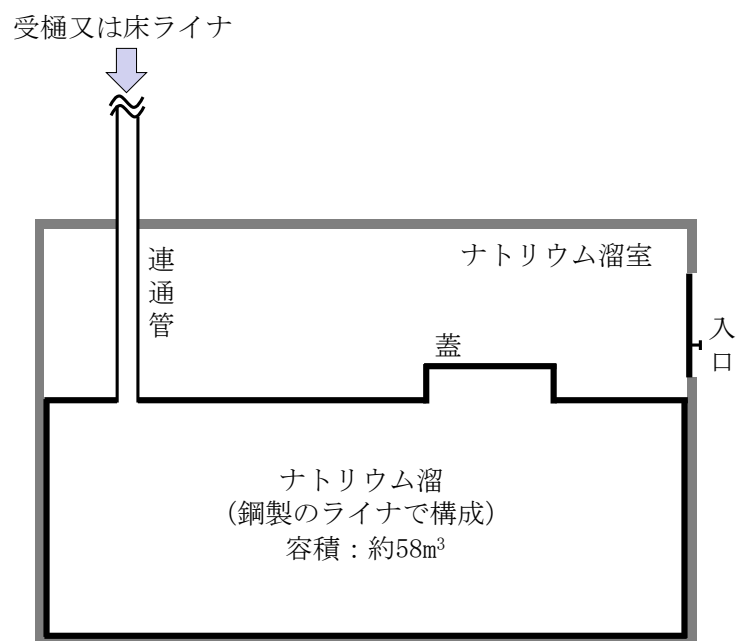 受樋又は床ライナ
連通管
ナトリウム溜室
蓋
入口
ナトリウム溜
(鋼製のライナで構成)
容積：約58m³